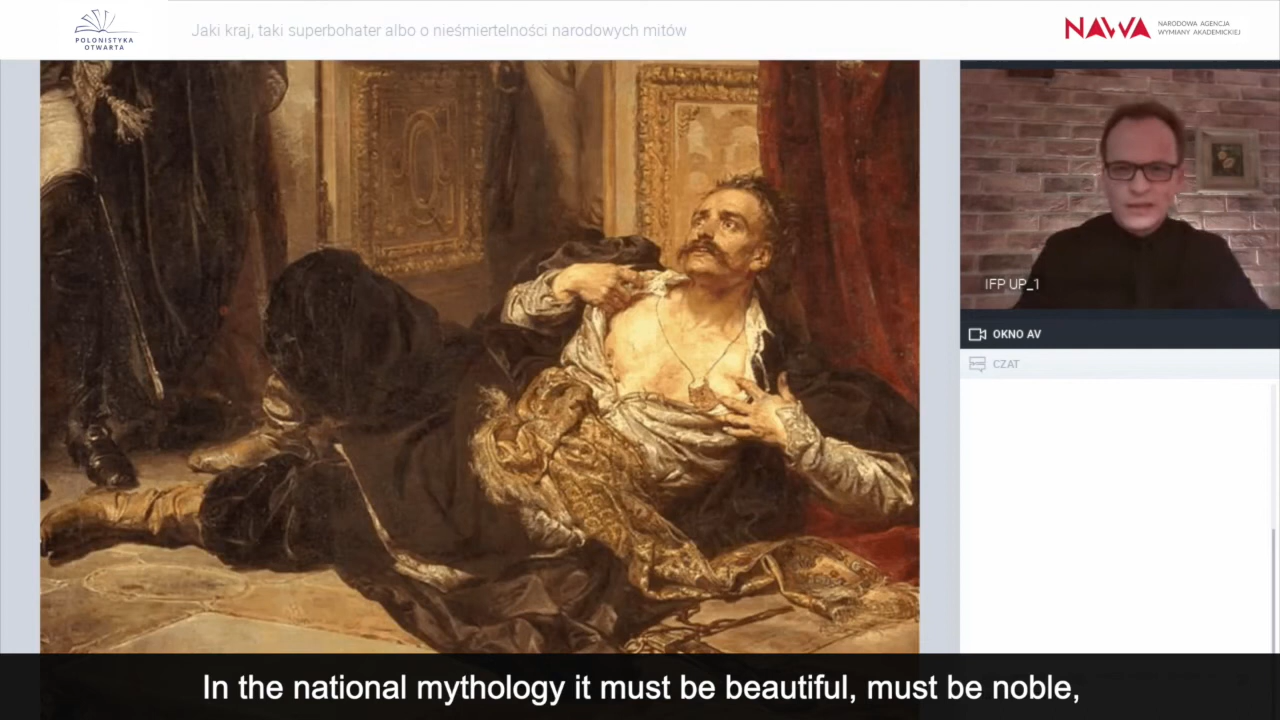 POLONISTYKA
OTWARTA
Jaki kraj, taki superbohater albo o nieśmiertelności narodowych mitów
NAWA
NARODOWA AGENCJA
WYMIANY AKADEMICKIEJ
IFP UP_1
OKNO AV
CZAT
In the national mythology it must be beautiful, must be noble,